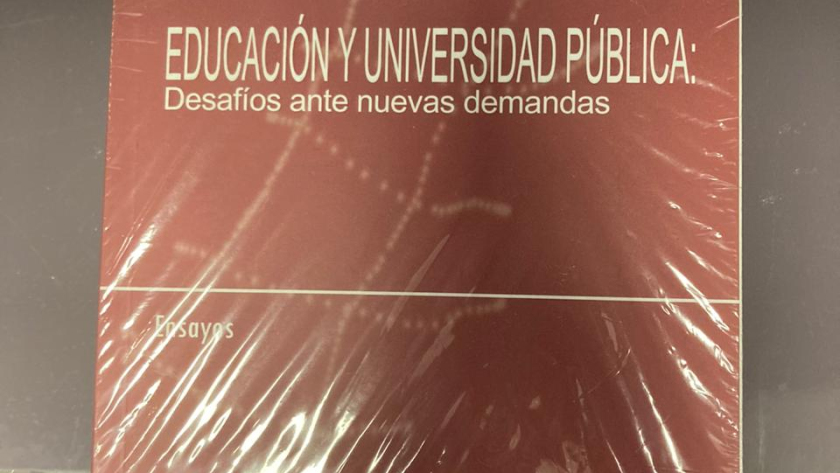 EDUCACIÓN Y UNIVERSIDAD PÚBLICA:
Desafíos ante nuevas demandas
Ensayos